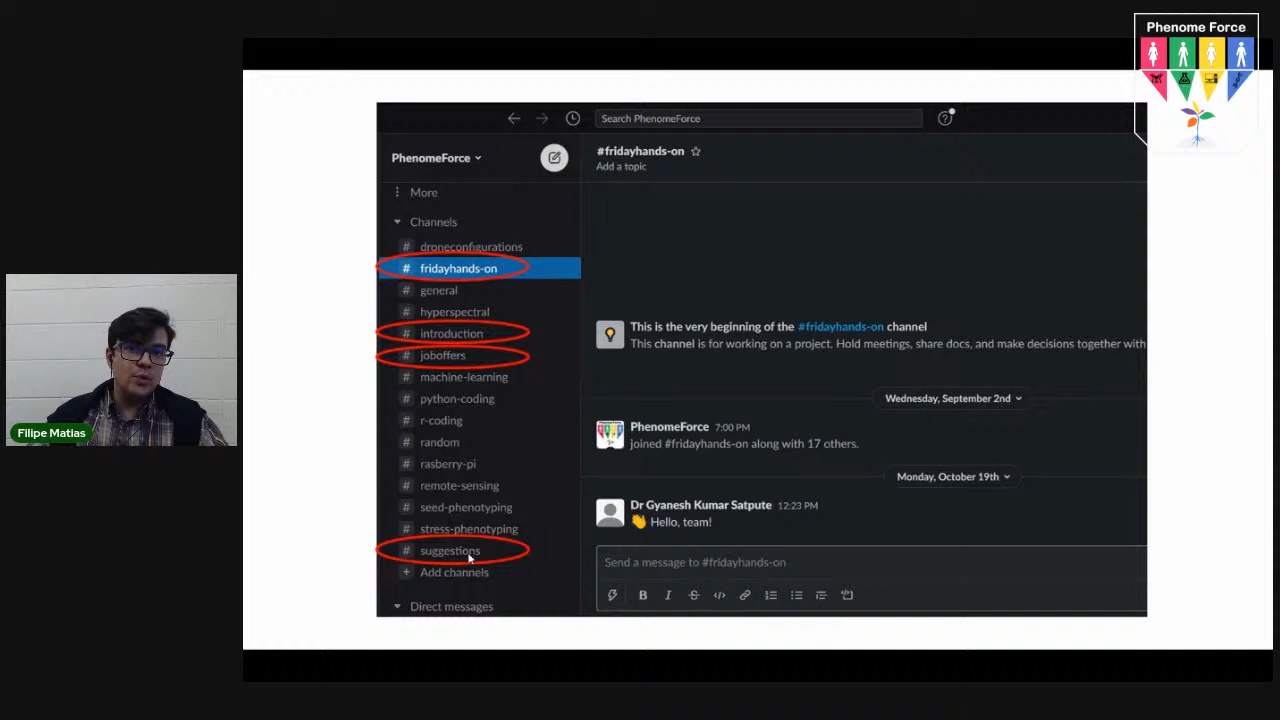 Phenome Force
Search PhenomeForce
PhenomeForce
#fridayhands-on
Add a topic
More
Channels
# droneconfigurations
# fridayhands-on
# general
# hyperspectral
# introduction
# joboffers
# machine-learning
# python-coding
# r-coding
# random
# rasberry-pi
# remote-sensing
# seed-phenotyping
# stress-phenotyping
# suggestions
+ Add channels
Direct messages
This is the very beginning of the #fridayhands-on channel
This channel is for working on a project. Hold meetings, share docs, and make decisions together with
Wednesday, September 2nd
PhenomeForce 7:00 PM
joined #fridayhands-on along with 17 others.
Monday, October 19th
Dr Gyanesh Kumar Satpute 12:23 PM
👋 Hello, team!
Send a message to #fridayhands-on
B I S
Filipe Matias